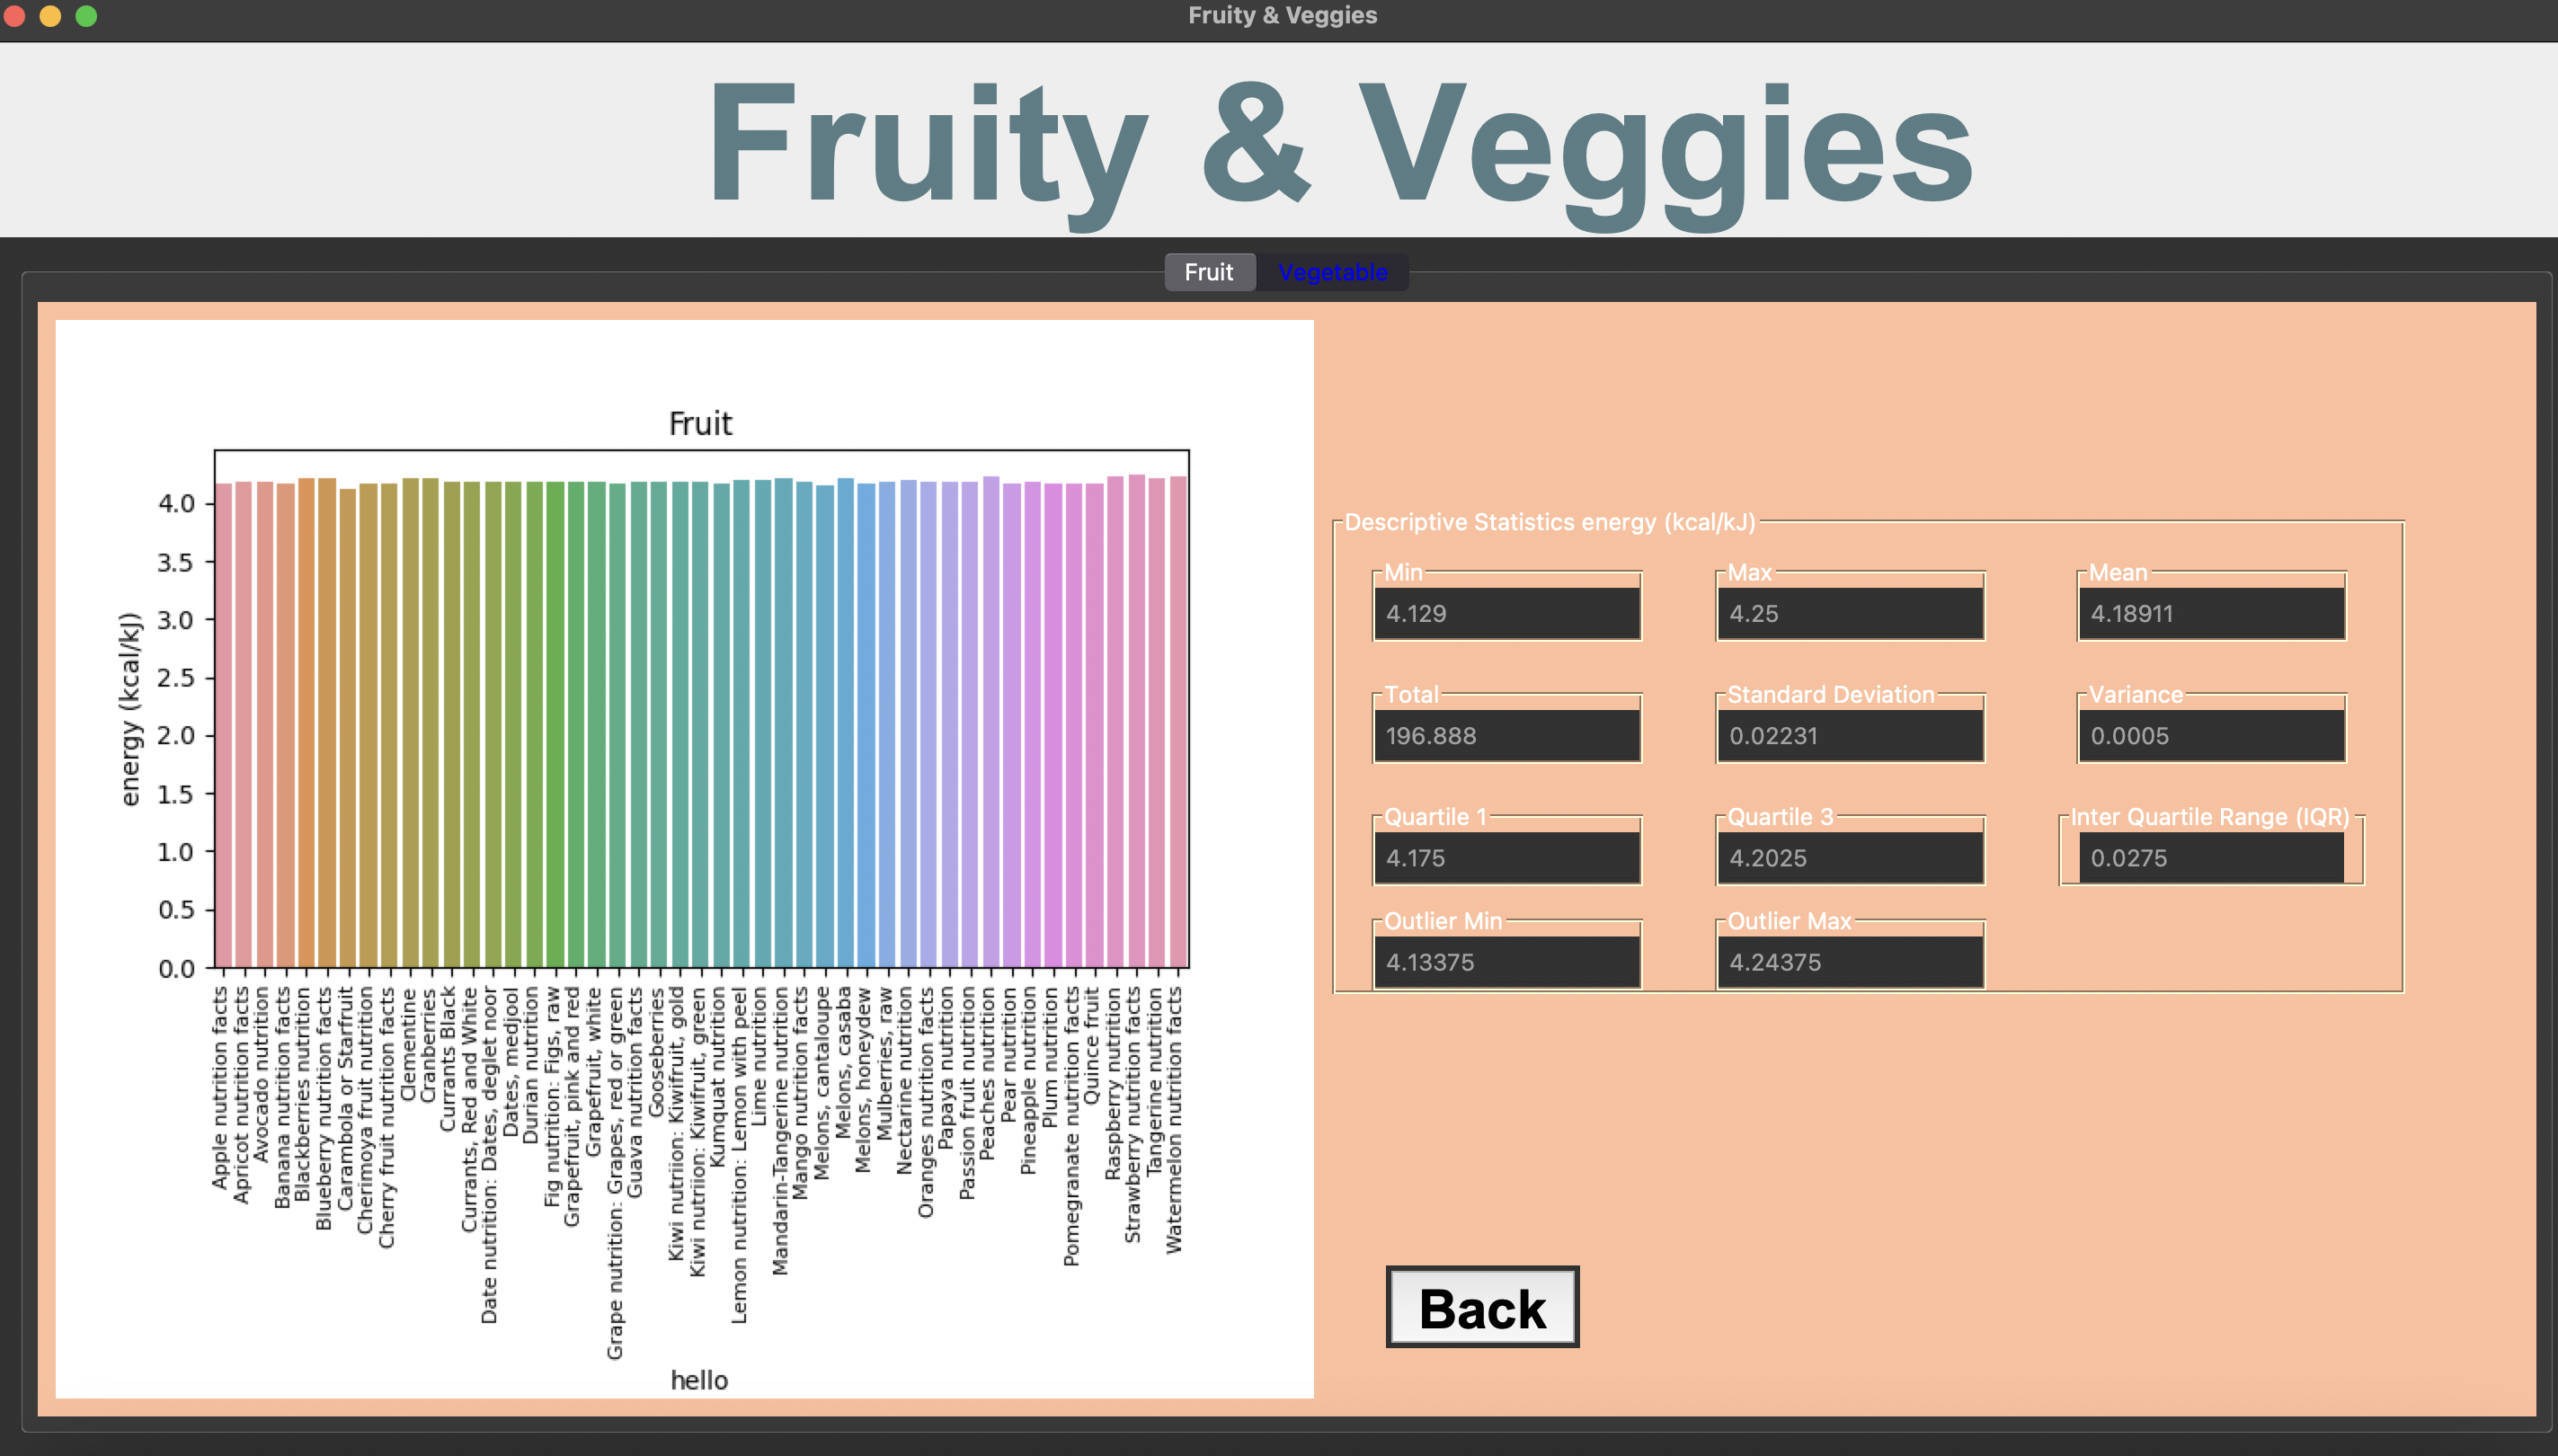 Fruity & Veggies
Fruity & Veggies
Fruit
Vegetable
Fruit
energy (kcal/kJ)
4.0
3.5
3.0
2.5
2.0
1.5
1.0
0.5
0.0
Apple nutrition facts
Apricot nutrition facts
Avocado nutrition
Banana nutrition facts
Blackberries nutrition
Blueberry nutrition facts
Carambola or Starfruit
Cherimoya fruit nutrition
Cherry fruit nutrition facts
Clementine
Cranberries
Currants Black
Currants, Red and White
Date nutrition: Dates, deglet noor
Dates, medjool
Durian nutrition
Fig nutrition: Figs, raw
Grapefruit, pink and red
Grapefruit, white
Grape nutrition: Grapes, red or green
Guava nutrition facts
Gooseberries
Kiwi nutriion: Kiwifruit, gold
Kiwi nutriion: Kiwifruit, green
Kumquat nutrition
Lemon nutrition: Lemon with peel
Lime nutrition
Mandarin-Tangerine nutrition
Mango nutrition facts
Melons, cantaloupe
Melons, casaba
Melons, honeydew
Mulberries, raw
Nectarine nutrition
Oranges nutrition facts
Papaya nutrition
Passion fruit nutrition
Peaches nutrition
Pear nutrition
Pineapple nutrition
Plum nutrition
Pomegranate nutrition facts
Quince fruit
Raspberry nutrition
Strawberry nutrition facts
Tangerine nutrition
Watermelon nutrition facts
hello
Descriptive Statistics energy (kcal/kJ)
Min
4.129
Max
4.25
Mean
4.18911
Total
196.888
Standard Deviation
0.02231
Variance
0.0005
Quartile 1
4.175
Quartile 3
4.2025
Inter Quartile Range (IQR)
0.0275
Outlier Min
4.13375
Outlier Max
4.24375
Back